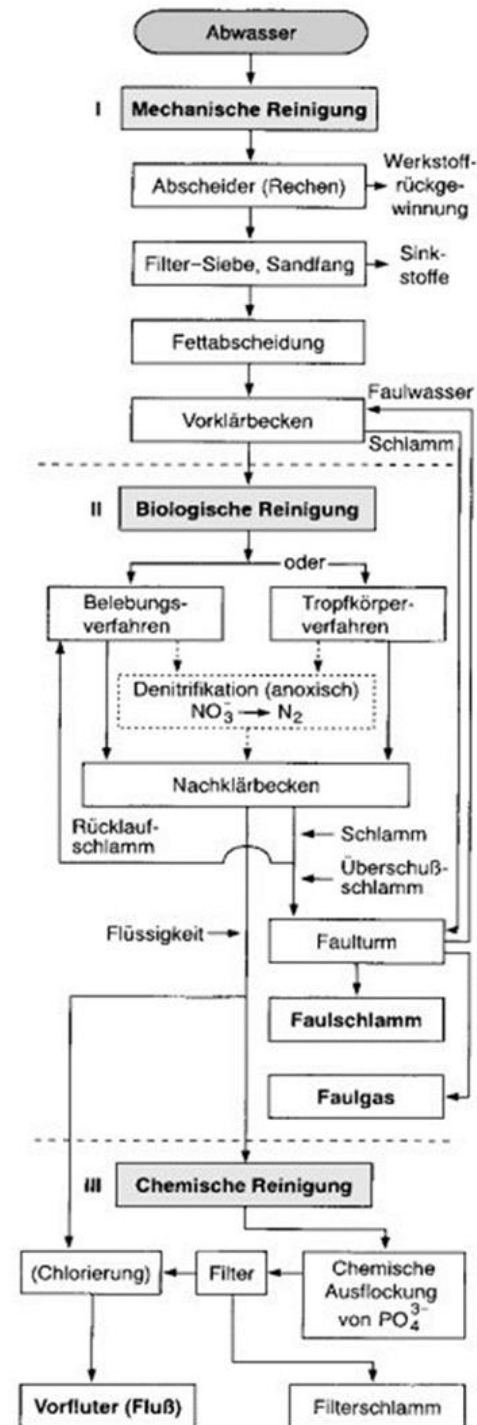 Abwasser
I Mechanische Reinigung
Abscheider (Rechen)
Werkstoff-
rückge-
winnung
Filter-Siebe, Sandfang
Sink-
stoffe
Fettabscheidung
Faulwasser
Vorklärbecken
Schlamm
II Biologische Reinigung
oder
Belebungs-
verfahren
Tropfkörper-
verfahren
Denitrifikation (anoxisch)
NO₃⁻ → N₂
Nachklärbecken
Rücklauf-
schlamm
Schlamm
Überschuß-
schlamm
Flüssigkeit
Faulturm
Faulschlamm
Faulgas
III Chemische Reinigung
(Chlorierung)
Filter
Chemische
Ausflockung
von PO₄³⁻
Vorfluter (Fluß)
Filterschlamm